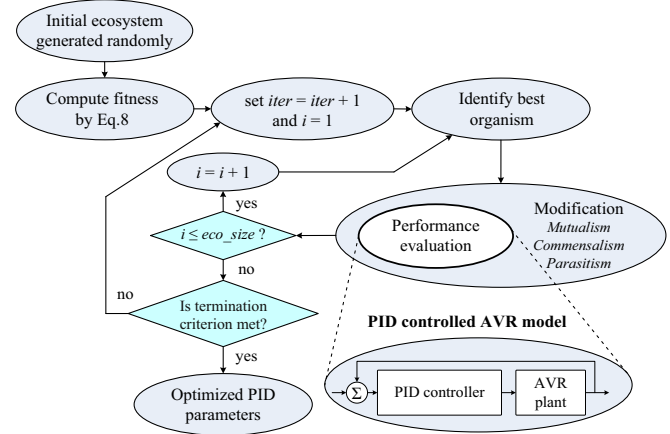 Initial ecosystem
generated randomly
Compute fitness
by Eq.8
set iter = iter + 1
and i = 1
Identify best
organism
i = i + 1
yes
i ≤ eco_size ?
Performance
evaluation
Modification
Mutualism
Commensalism
Parasitism
no
no
Is termination
criterion met?
yes
Optimized PID
parameters
PID controlled AVR model
Σ
PID controller
AVR
plant